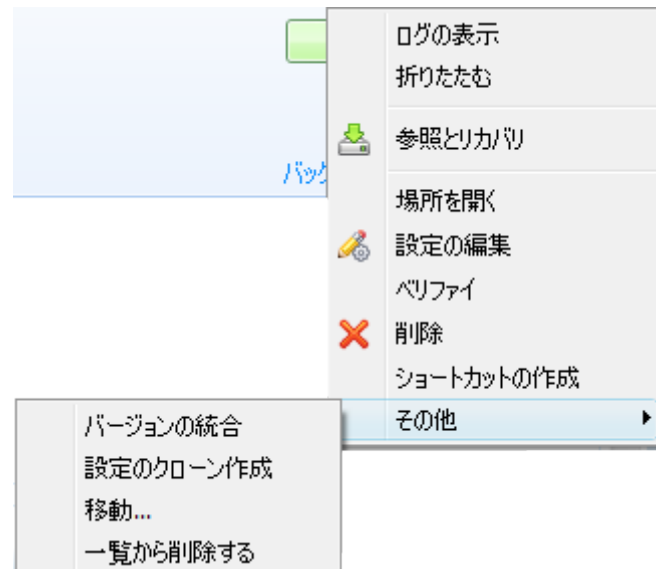 ログの表示
折りたたむ
参照とリカバリ
バック
場所を開く
設定の編集
ベリファイ
削除
ショートカットの作成
その他
バージョンの統合
設定のクローン作成
移動...
一覧から削除する